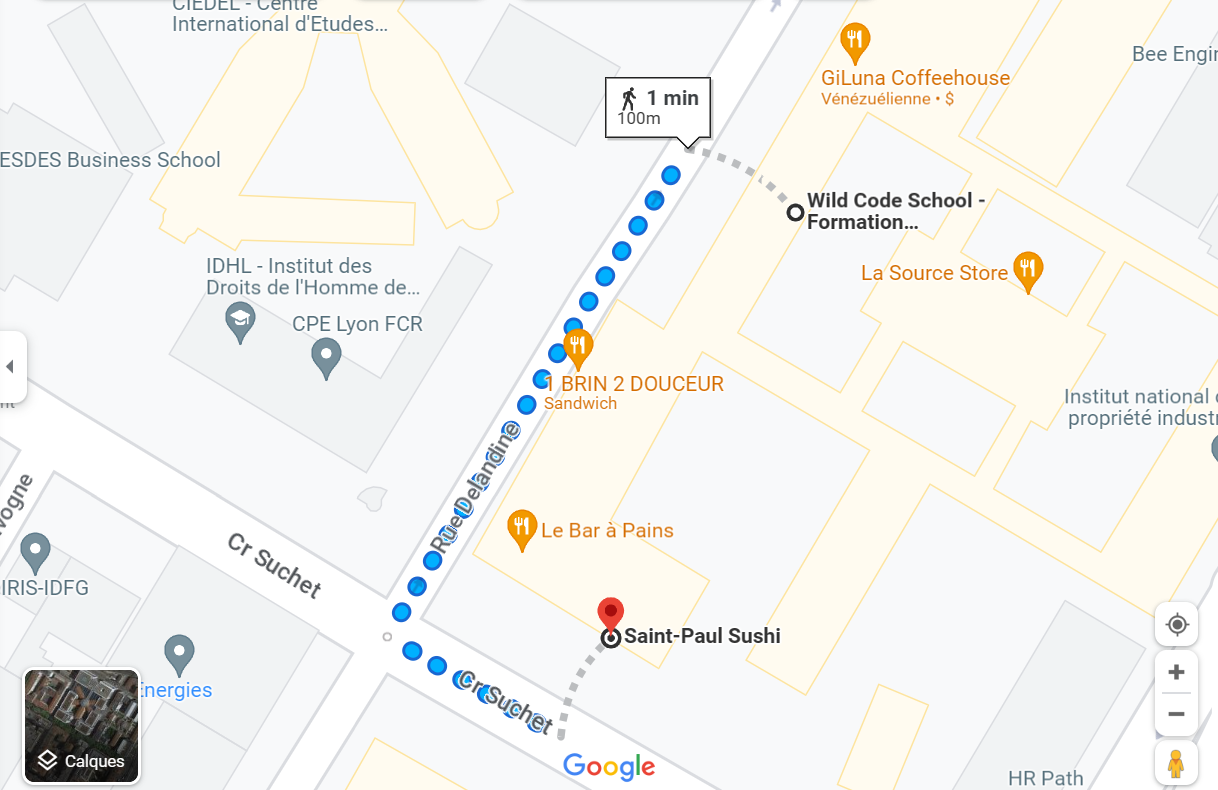 CIEDEL - Centre
International d'Etudes...
GiLuna Coffeehouse
Vénézuélienne • $
Bee Engin
1 min
100m
ESDES Business School
Wild Code School -
Formation...
IDHL - Institut des
Droits de l'Homme de...
La Source Store
CPE Lyon FCR
1 BRIN 2 DOUCEUR
Sandwich
Institut national
propriété industr
Rue Delandine
Le Bar à Pains
Cr Suchet
IRIS-IDFG
Saint-Paul Sushi
Energies
Cr Suchet
Calques
Google
HR Path